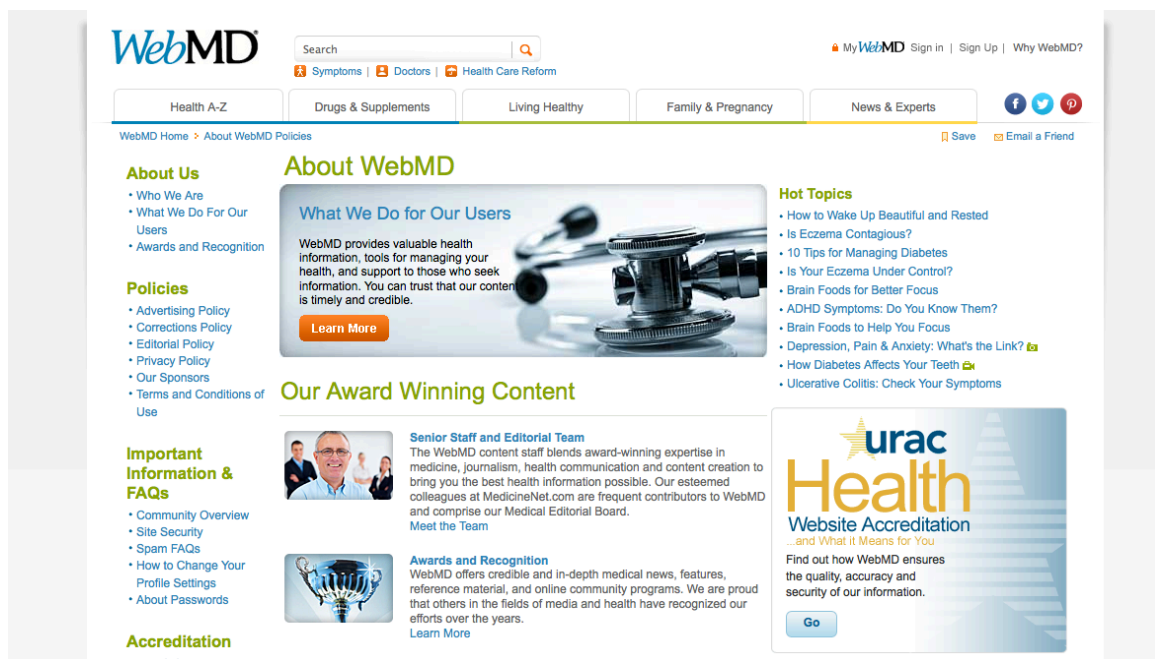 WebMD
Search
Symptoms | Doctors | Health Care Reform
My WebMD Sign in | Sign Up | Why WebMD?
Health A-Z
Drugs & Supplements
Living Healthy
Family & Pregnancy
News & Experts
WebMD Home > About WebMD Policies
Save
Email a Friend
About Us
• Who We Are
• What We Do For Our
Users
• Awards and Recognition
Policies
• Advertising Policy
• Corrections Policy
• Editorial Policy
• Privacy Policy
• Our Sponsors
• Terms and Conditions of
Use
Important
Information &
FAQs
• Community Overview
• Site Security
• Spam FAQs
• How to Change Your
Profile Settings
• About Passwords
Accreditation
About WebMD
What We Do for Our Users
WebMD provides valuable health
information, tools for managing your
health, and support to those who seek
information. You can trust that our content
is timely and credible.
Learn More
Our Award Winning Content
Senior Staff and Editorial Team
The WebMD content staff blends award-winning expertise in
medicine, journalism, health communication and content creation to
bring you the best health information possible. Our esteemed
colleagues at MedicineNet.com are frequent contributors to WebMD
and comprise our Medical Editorial Board.
Meet the Team
Awards and Recognition
WebMD offers credible and in-depth medical news, features,
reference material, and online community programs. We are proud
that others in the fields of media and health have recognized our
efforts over the years.
Learn More
Hot Topics
• How to Wake Up Beautiful and Rested
• Is Eczema Contagious?
• 10 Tips for Managing Diabetes
• Is Your Eczema Under Control?
• Brain Foods for Better Focus
• ADHD Symptoms: Do You Know Them?
• Brain Foods to Help You Focus
• Depression, Pain & Anxiety: What's the Link?
• How Diabetes Affects Your Teeth
• Ulcerative Colitis: Check Your Symptoms
urac
Health
Website Accreditation
...and What it Means for You
Find out how WebMD ensures
the quality, accuracy and
security of our information.
Go